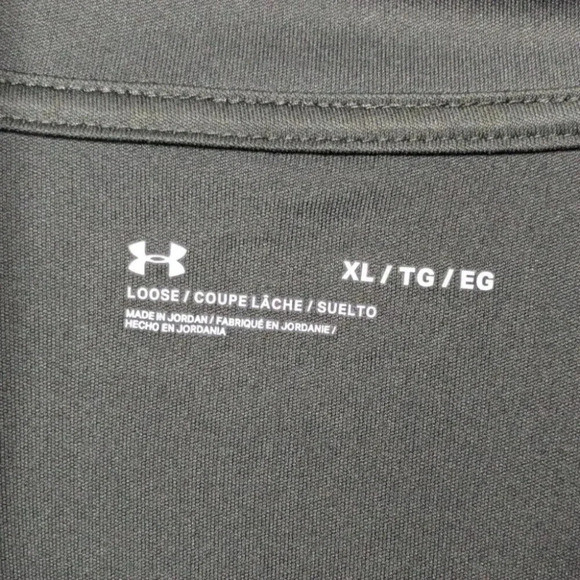 XL / TG / EG
LOOSE / COUPE LÂCHE / SUELTO
MADE IN JORDAN / FABRIQUÉ EN JORDANIE /
HECHO EN JORDANIA